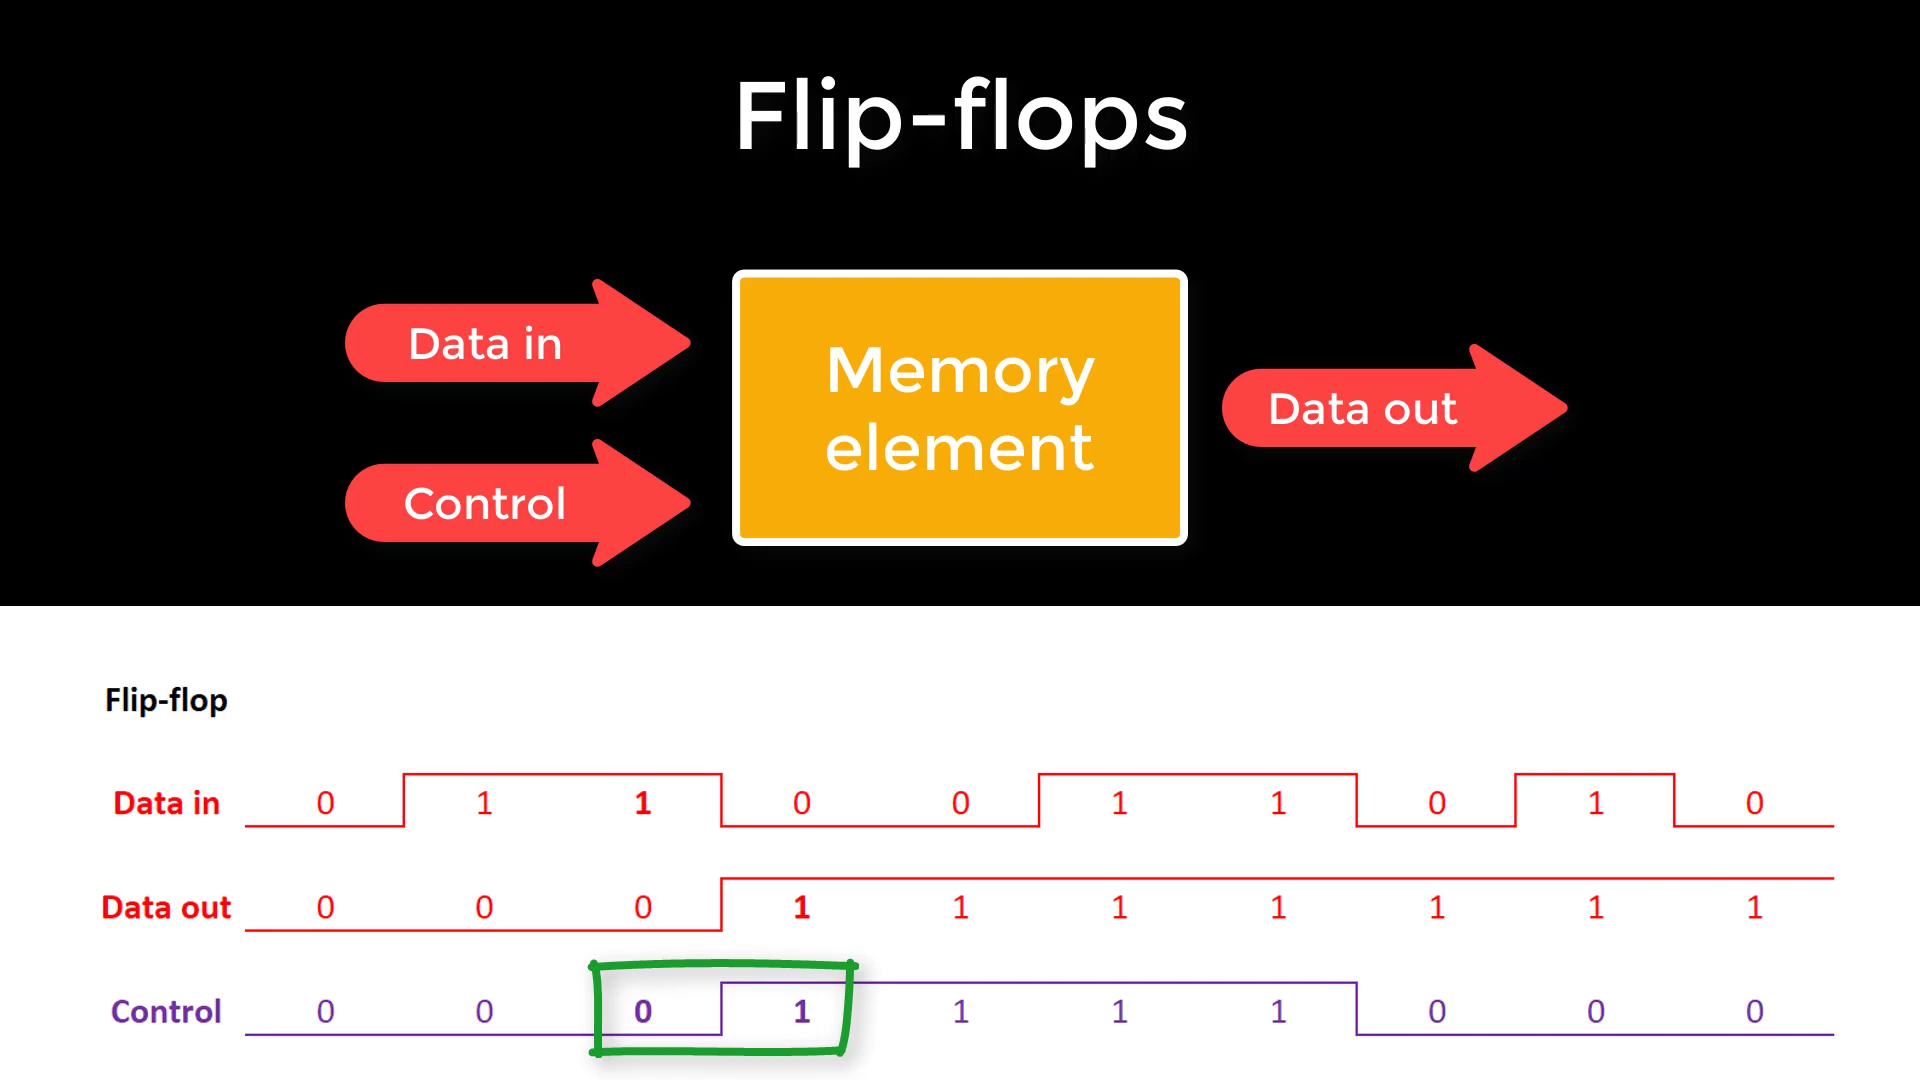 Flip-flops
Data in
Control
Memory
element
Data out
Flip-flop
Data in 0 1 1 0 0 1 1 0 1 0
Data out 0 0 0 1 1 1 1 1 1 1
Control 0 0 0 1 1 1 1 0 0 0